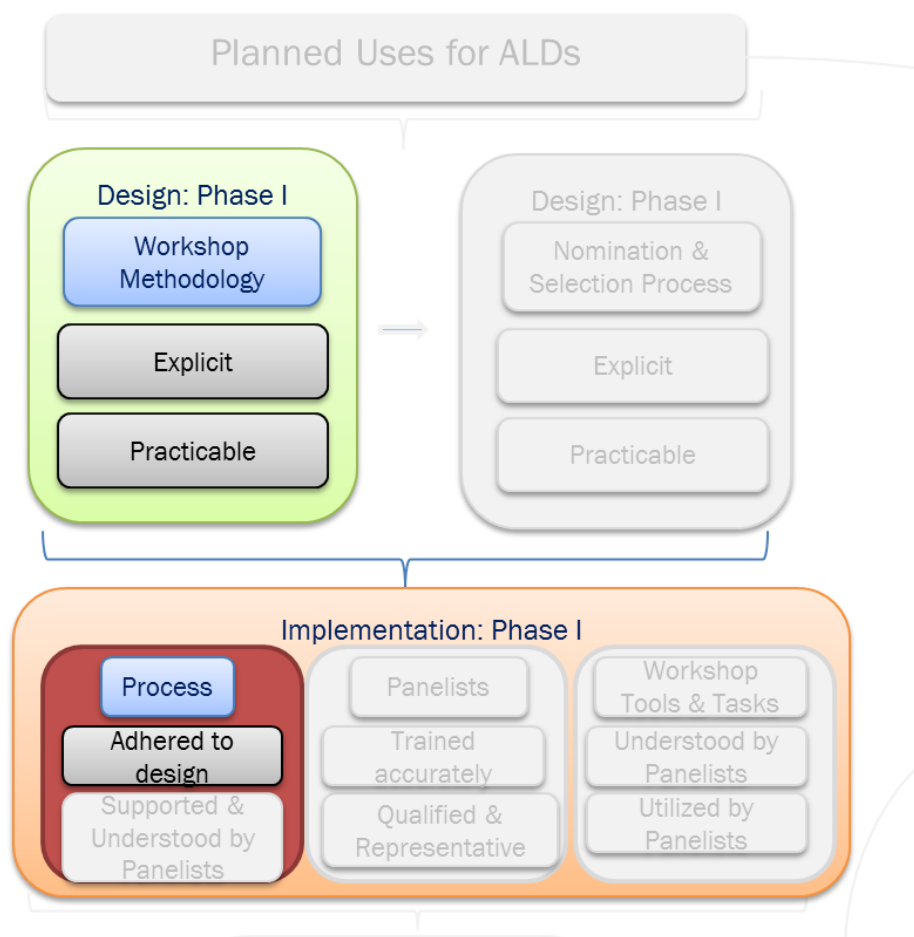 Planned Uses for ALDs
Design: Phase I
Workshop
Methodology
Explicit
Practicable
Design: Phase I
Nomination &
Selection Process
Explicit
Practicable
Implementation: Phase I
Process
Adhered to
design
Supported &
Understood by
Panelists
Panelists
Trained
accurately
Qualified &
Representative
Workshop
Tools & Tasks
Understood by
Panelists
Utilized by
Panelists